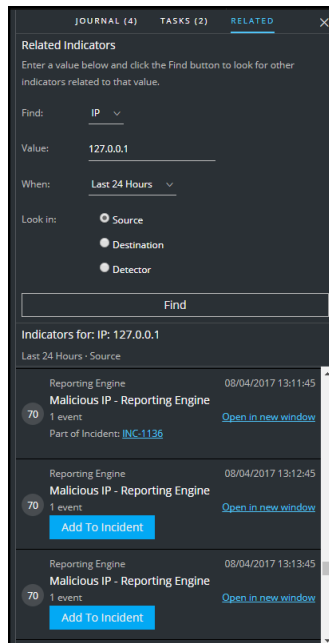 JOURNAL (4) TASKS (2) RELATED
Related Indicators
Enter a value below and click the Find button to look for other
indicators related to that value.
Find: IP
Value: 127.0.0.1
When: Last 24 Hours
Look in: Source
Destination
Detector
Find
Indicators for: IP: 127.0.0.1
Last 24 Hours · Source
Reporting Engine 08/04/2017 13:11:45
Malicious IP - Reporting Engine
70 1 event Open in new window
Part of Incident: INC-1136
Reporting Engine 08/04/2017 13:12:45
Malicious IP - Reporting Engine
70 1 event Open in new window
Add To Incident
Reporting Engine 08/04/2017 13:13:45
Malicious IP - Reporting Engine
70 1 event Open in new window
Add To Incident